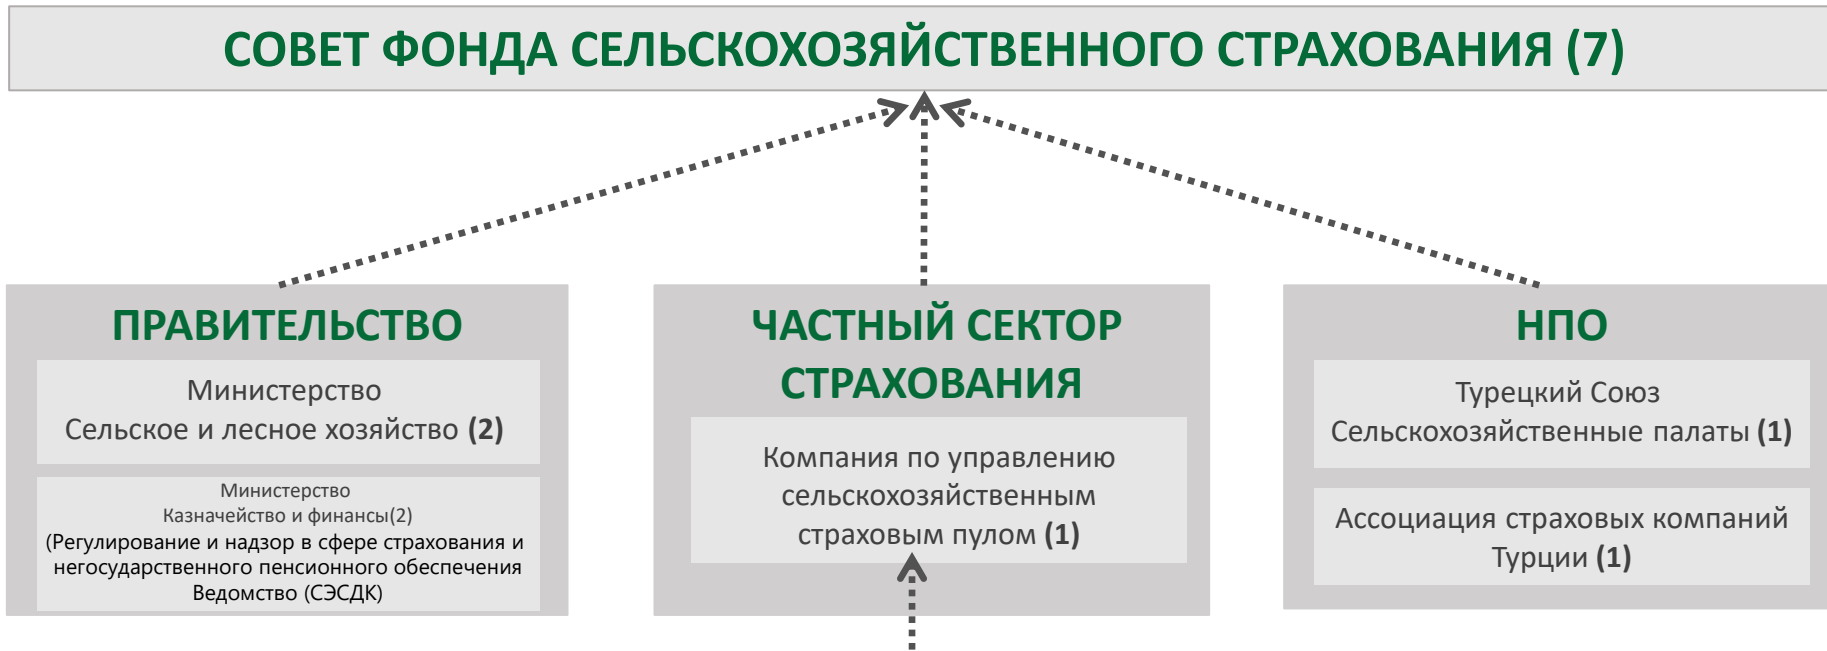 СОВЕТ ФОНДА СЕЛЬСКОХОЗЯЙСТВЕННОГО СТРАХОВАНИЯ (7)
ПРАВИТЕЛЬСТВО
Министерство
Сельское и лесное хозяйство (2)
Министерство
Казначейство и финансы(2)
(Регулирование и надзор в сфере страхования и
негосударственного пенсионного обеспечения
Ведомство (СЭСДК)
ЧАСТНЫЙ СЕКТОР
СТРАХОВАНИЯ
Компания по управлению
сельскохозяйственным
страховым пулом (1)
НПО
Турецкий Союз
Сельскохозяйственные палаты (1)
Ассоциация страховых компаний
Турции (1)